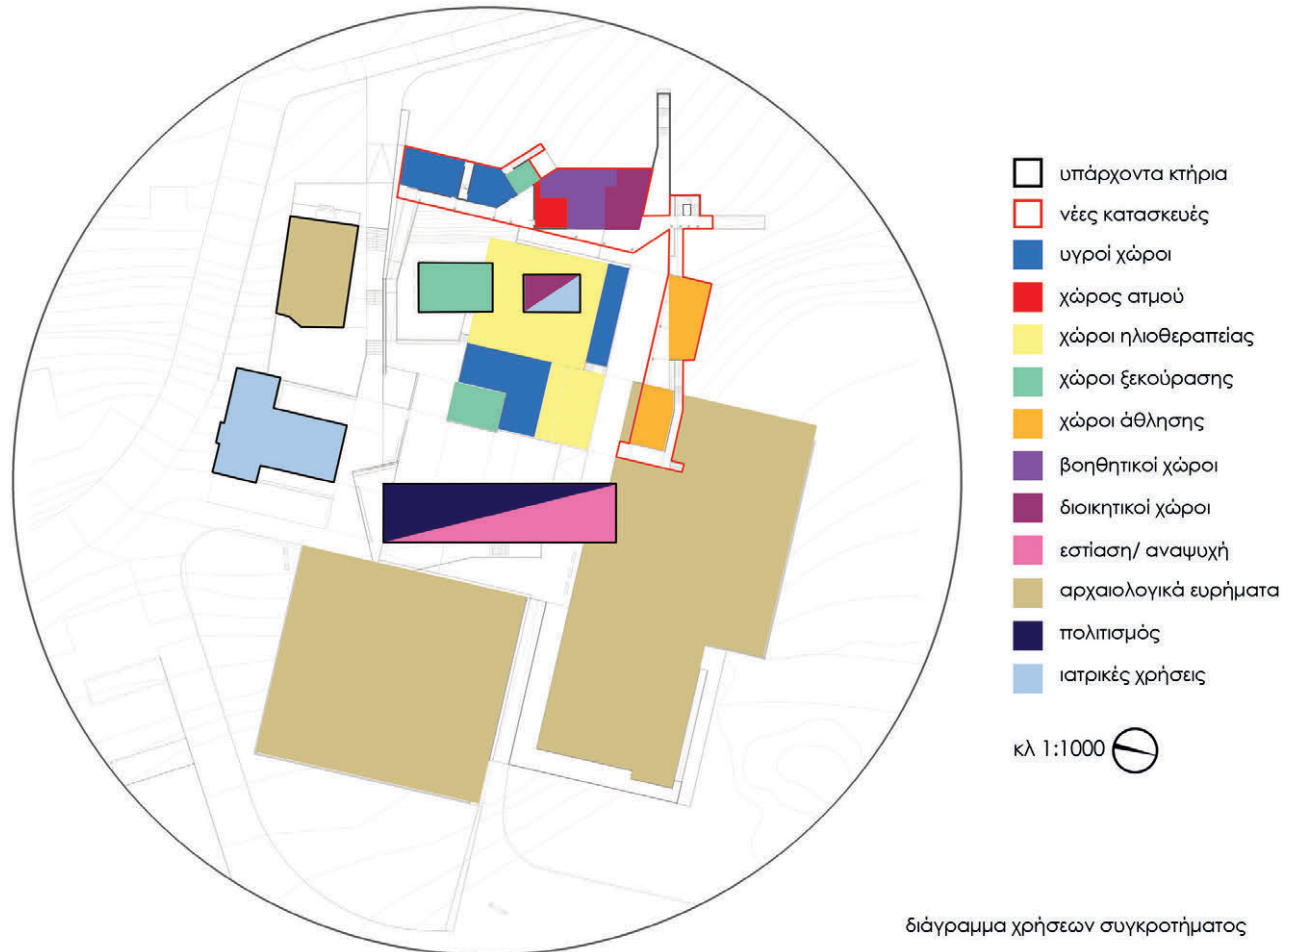 υπάρχοντα κτήρια
νέες κατασκευές
υγροί χώροι
χώρος ατμού
χώροι ηλιοθεραπείας
χώροι ξεκούρασης
χώροι άθλησης
βοηθητικοί χώροι
διοικητικοί χώροι
εστίαση/ αναψυχή
αρχαιολογικά ευρήματα
πολιτισμός
ιατρικές χρήσεις
κλ 1:1000
διάγραμμα χρήσεων συγκροτήματος